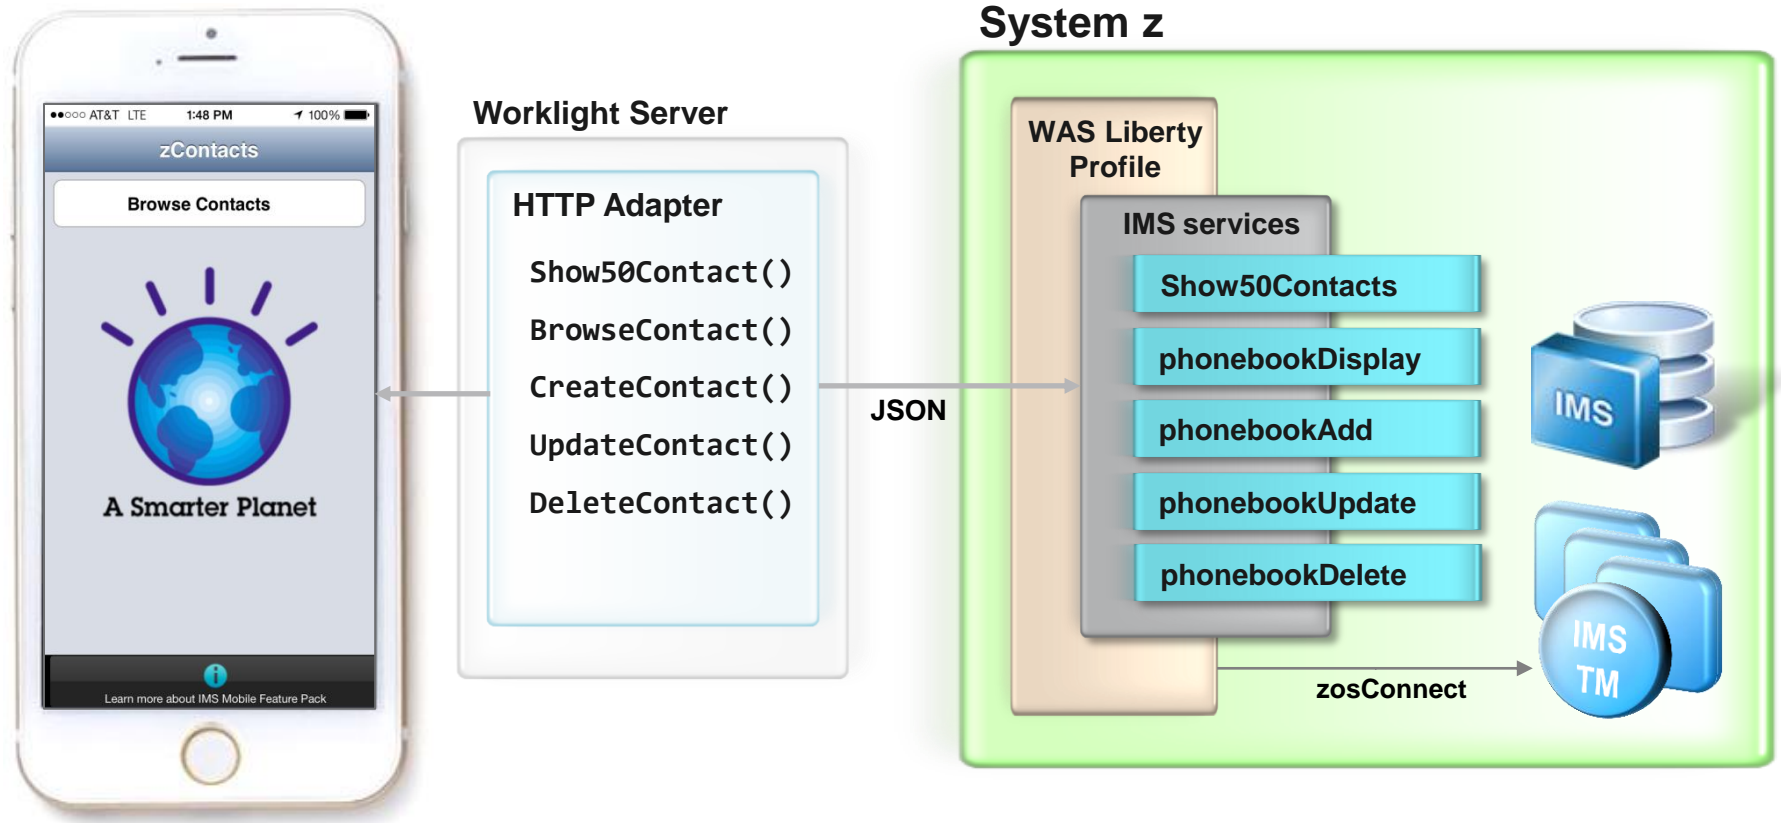 System z
●●○○○ AT&T LTE 1:48 PM 100%
zContacts
Browse Contacts
A Smarter Planet
i
Learn more about IMS Mobile Feature Pack
Worklight Server
HTTP Adapter
Show50Contact()
BrowseContact()
CreateContact()
UpdateContact()
DeleteContact()
JSON
WAS Liberty
Profile
IMS services
Show50Contacts
phonebookDisplay
phonebookAdd
phonebookUpdate
phonebookDelete
zosConnect
IMS
IMS
TM